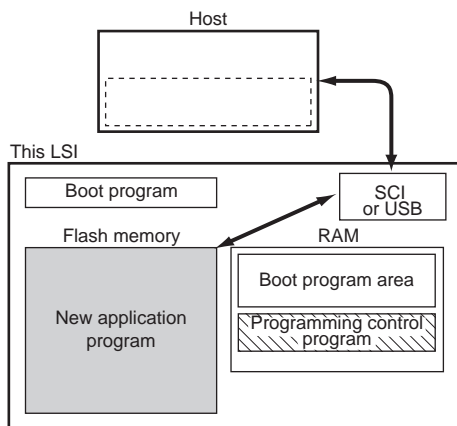 Host
This LSI
Boot program
SCI
or USB
Flash memory
RAM
New application
program
Boot program area
Programming control
program